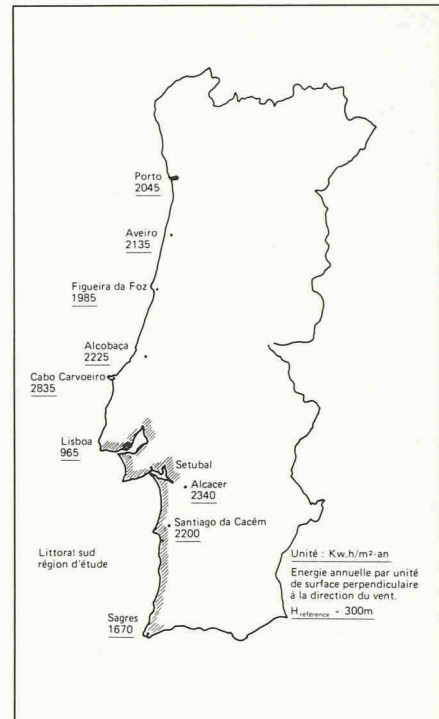 Porto
2045
Aveiro
2135
Figueira da Foz
1985
Alcobaça
2225
Cabo Carvoeiro
2835
Lisboa
965
Setubal
Alcacer
2340
Santiago da Cacém
2200
Littoral sud
région d'étude
Sagres
1670
Unité : Kw.h/m²-an
Energie annuelle par unité
de surface perpendiculaire
à la direction du vent.
H référence - 300m